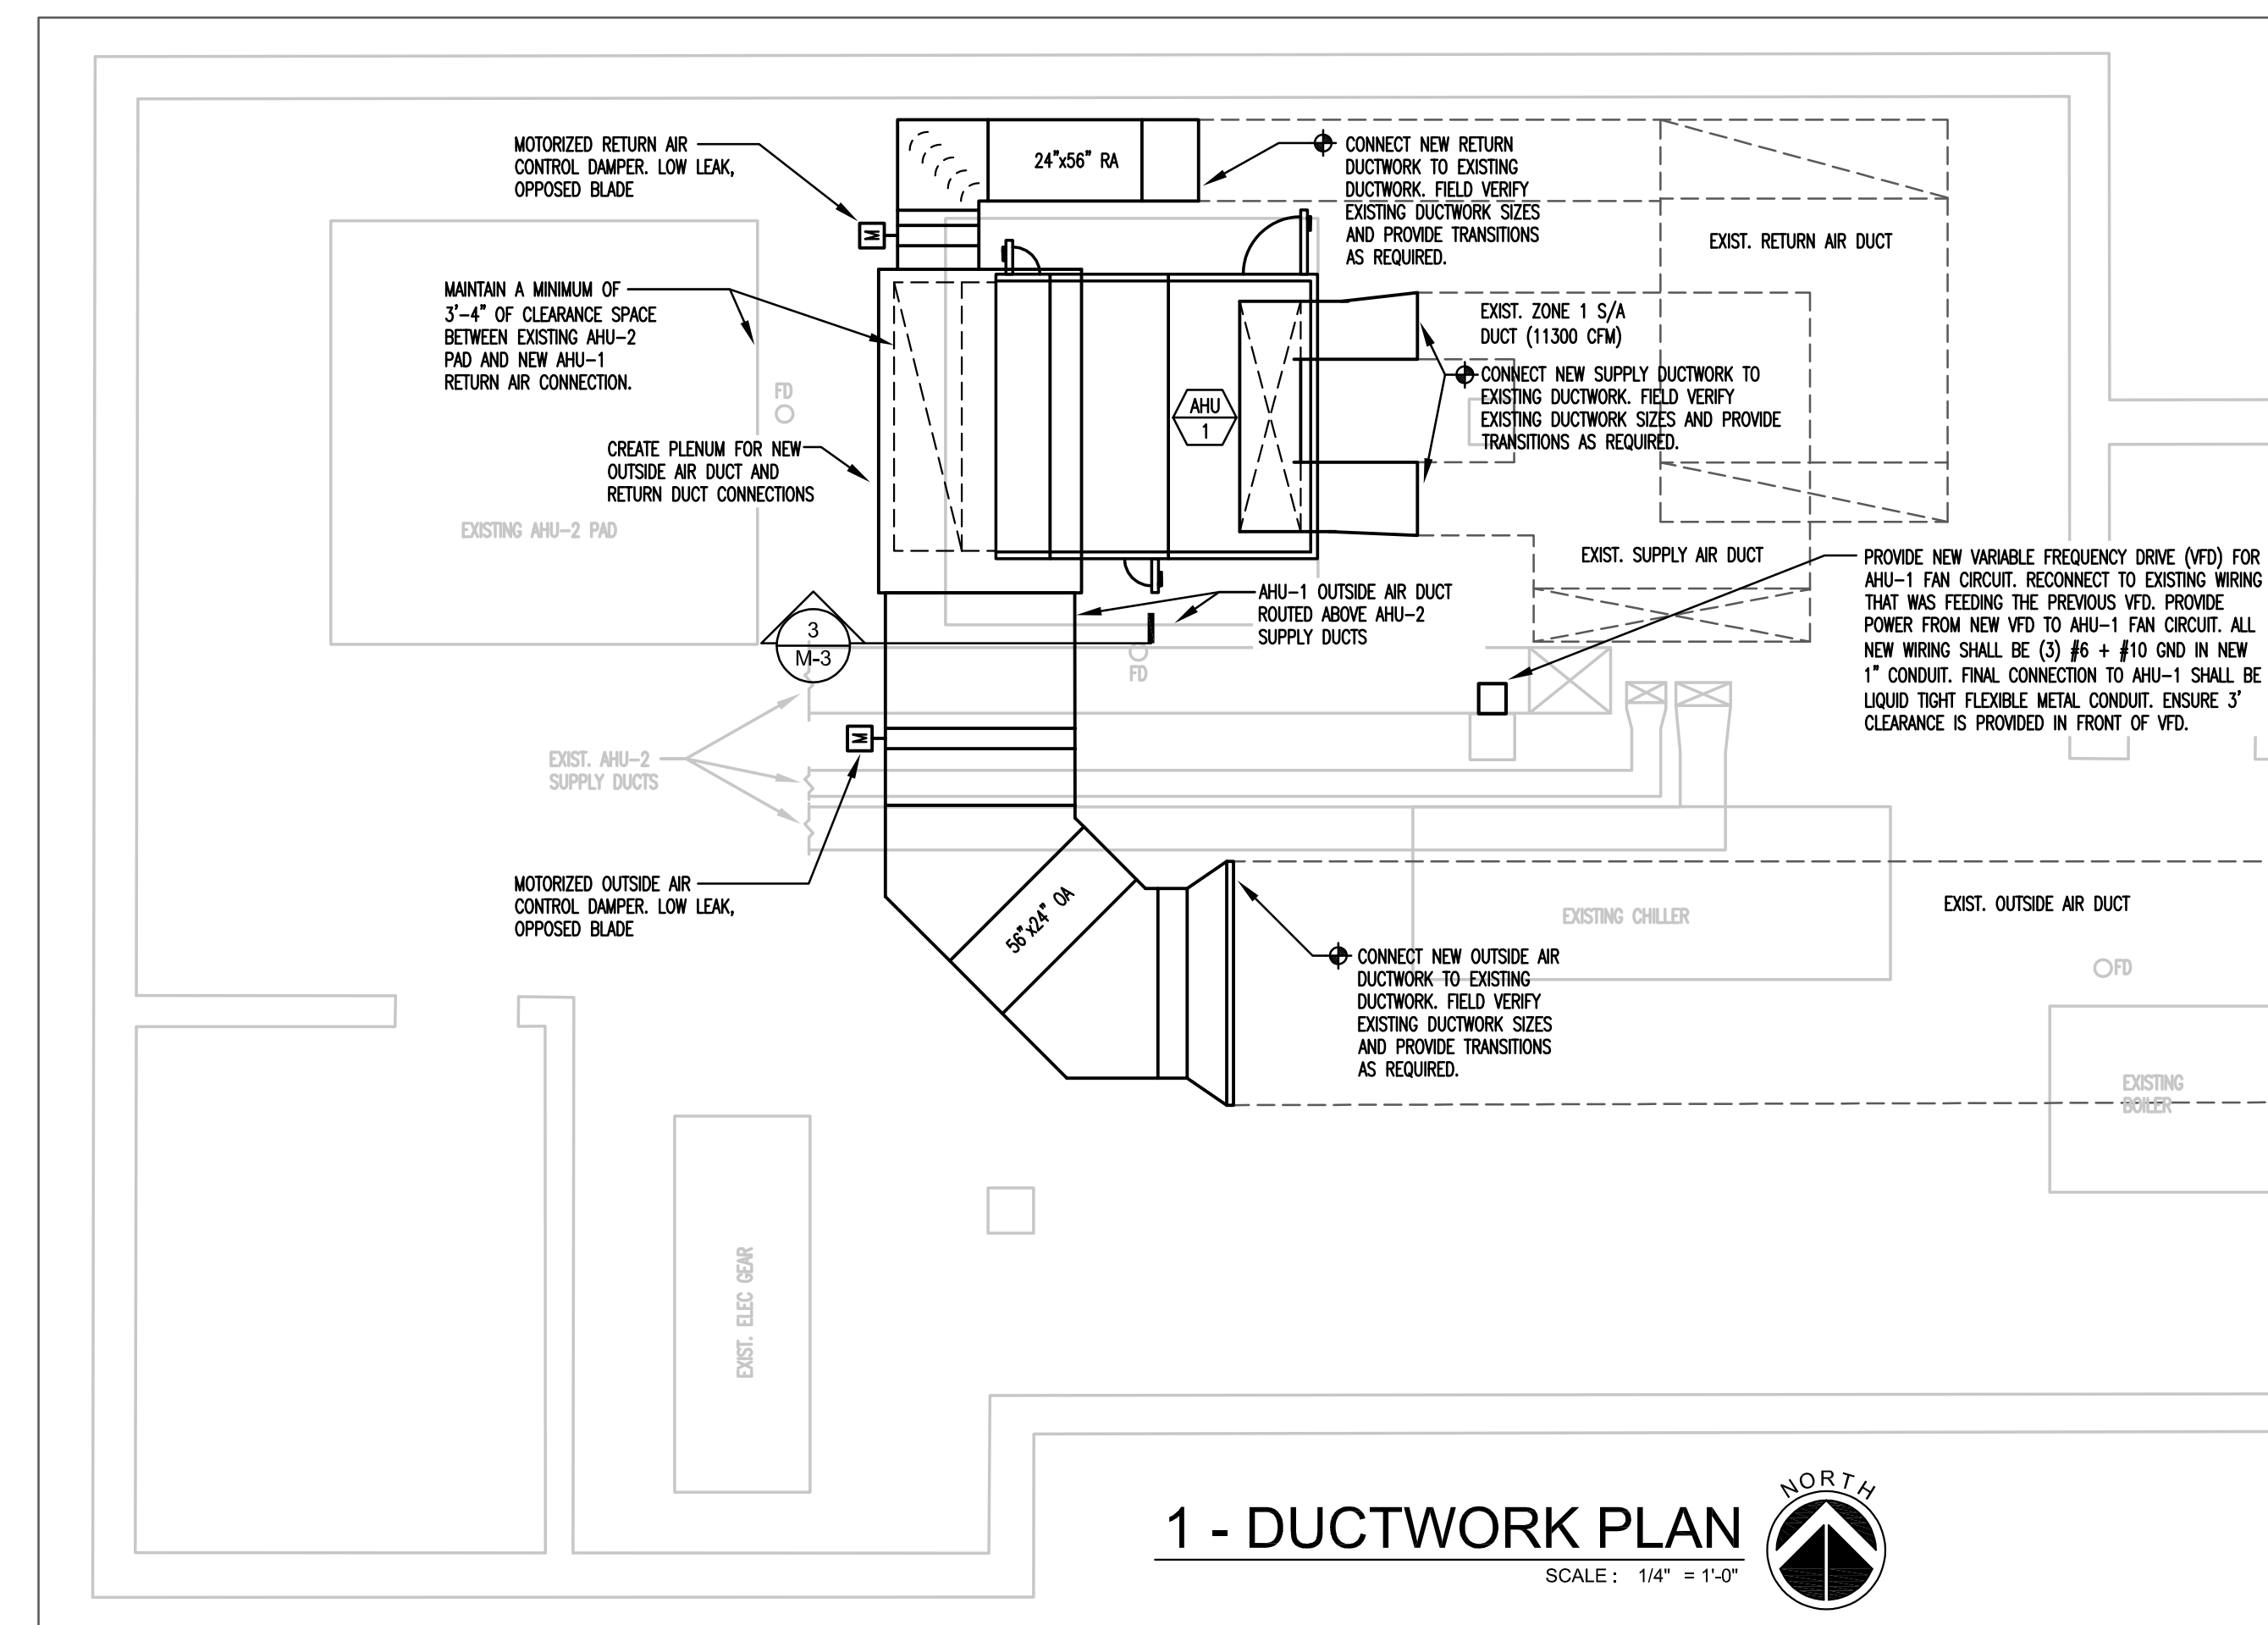 MOTORIZED RETURN AIR
CONTROL DAMPER. LOW LEAK,
OPPOSED BLADE
24"x56" RA
CONNECT NEW RETURN
DUCTWORK TO EXISTING
DUCTWORK. FIELD VERIFY
EXISTING DUCTWORK SIZES
AND PROVIDE TRANSITIONS
AS REQUIRED.
EXIST. RETURN AIR DUCT
M
MAINTAIN A MINIMUM OF
3'-4" OF CLEARANCE SPACE
BETWEEN EXISTING AHU-2
PAD AND NEW AHU-1
RETURN AIR CONNECTION.
EXIST. ZONE 1 S/A
DUCT (11300 CFM)
CONNECT NEW SUPPLY DUCTWORK TO
EXISTING DUCTWORK. FIELD VERIFY
EXISTING DUCTWORK SIZES AND PROVIDE
TRANSITIONS AS REQUIRED.
FD
AHU
1
CREATE PLENUM FOR NEW
OUTSIDE AIR DUCT AND
RETURN DUCT CONNECTIONS
EXISTING AHU-2 PAD
EXIST. SUPPLY AIR DUCT
PROVIDE NEW VARIABLE FREQUENCY DRIVE (VFD) FOR
AHU-1 FAN CIRCUIT. RECONNECT TO EXISTING WIRING
THAT WAS FEEDING THE PREVIOUS VFD. PROVIDE
POWER FROM NEW VFD TO AHU-1 FAN CIRCUIT. ALL
NEW WIRING SHALL BE (3) #6 + #10 GND IN NEW
1" CONDUIT. FINAL CONNECTION TO AHU-1 SHALL BE
LIQUID TIGHT FLEXIBLE METAL CONDUIT. ENSURE 3'
CLEARANCE IS PROVIDED IN FRONT OF VFD.
AHU-1 OUTSIDE AIR DUCT
ROUTED ABOVE AHU-2
SUPPLY DUCTS
3
M-3
FD
M
EXIST. AHU-2
SUPPLY DUCTS
MOTORIZED OUTSIDE AIR
CONTROL DAMPER. LOW LEAK,
OPPOSED BLADE
56"x24" OA
EXISTING CHILLER
EXIST. OUTSIDE AIR DUCT
CONNECT NEW OUTSIDE AIR
DUCTWORK TO EXISTING
DUCTWORK. FIELD VERIFY
EXISTING DUCTWORK SIZES
AND PROVIDE TRANSITIONS
AS REQUIRED.
FD
EXISTING
BOILER
EXIST. ELEC GEAR
1 - DUCTWORK PLAN
SCALE : 1/4" = 1'-0"
NORTH